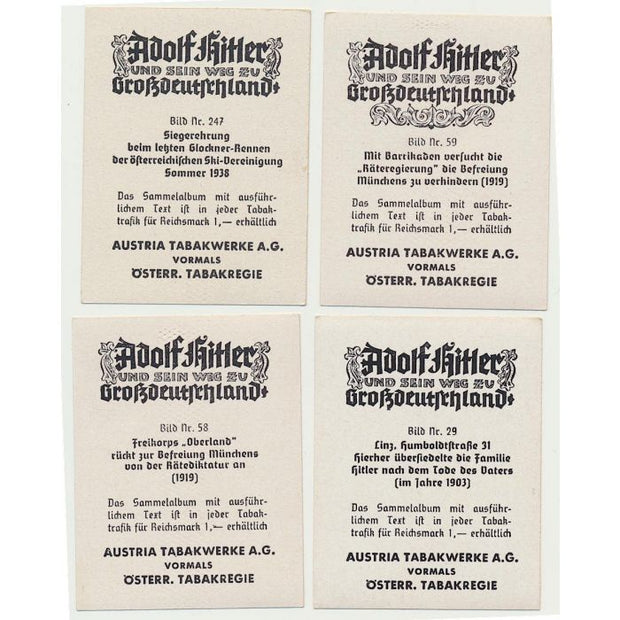 Adolf Hitler
UND SEIN WEG ZU
Großdeutschland
Bild Nr. 247
Siegerehrung
beim letzten Glockner-Rennen
der österreichischen Ski-Vereinigung
Sommer 1938
Das Sammelalbum mit ausführ-
lichem Text ist in jeder Tabak-
trafik für Reichsmark 1,— erhältlich
AUSTRIA TABAKWERKE A.G.
VORMALS
ÖSTERR. TABAKREGIE
Adolf Hitler
UND SEIN WEG ZU
Großdeutschland
Bild Nr. 59
Mit Barrikaden versucht die
„Räteregierung" die Befreiung
Münchens zu verhindern (1919)
Das Sammelalbum mit ausführ-
lichem Text ist in jeder Tabak-
trafik für Reichsmark 1,— erhältlich
AUSTRIA TABAKWERKE A.G.
VORMALS
ÖSTERR. TABAKREGIE
Adolf Hitler
UND SEIN WEG ZU
Großdeutschland
Bild Nr. 58
Freikorps „Oberland"
rückt zur Befreiung Münchens
von der Rätediktatur an
(1919)
Das Sammelalbum mit ausführ-
lichem Text ist in jeder Tabak-
trafik für Reichsmark 1,— erhältlich
AUSTRIA TABAKWERKE A.G.
VORMALS
ÖSTERR. TABAKREGIE
Adolf Hitler
UND SEIN WEG ZU
Großdeutschland
Bild Nr. 29
Linz, Humboldtstraße 31
Hierher übersiedelte die Familie
Hitler nach dem Tode des Vaters
(im Jahre 1903)
Das Sammelalbum mit ausführ-
lichem Text ist in jeder Tabak-
trafik für Reichsmark 1,— erhältlich
AUSTRIA TABAKWERKE A.G.
VORMALS
ÖSTERR. TABAKREGIE